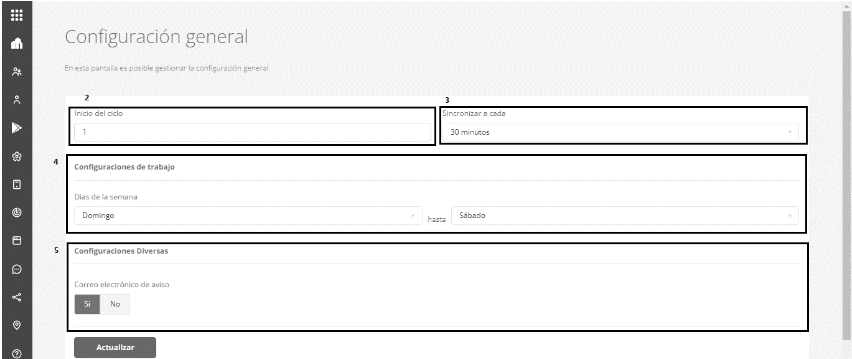 Configuración general
En esta pantalla es posible gestionar la configuración general.
2
3
Inicio del ciclo
Sincronizar a cada
1
30 minutos
4
Configuraciones de trabajo
Días de la semana
Domingo
hasta
Sábado
5
Configuraciones Diversas
Correo electrónico de aviso
Sí
No
Actualizar